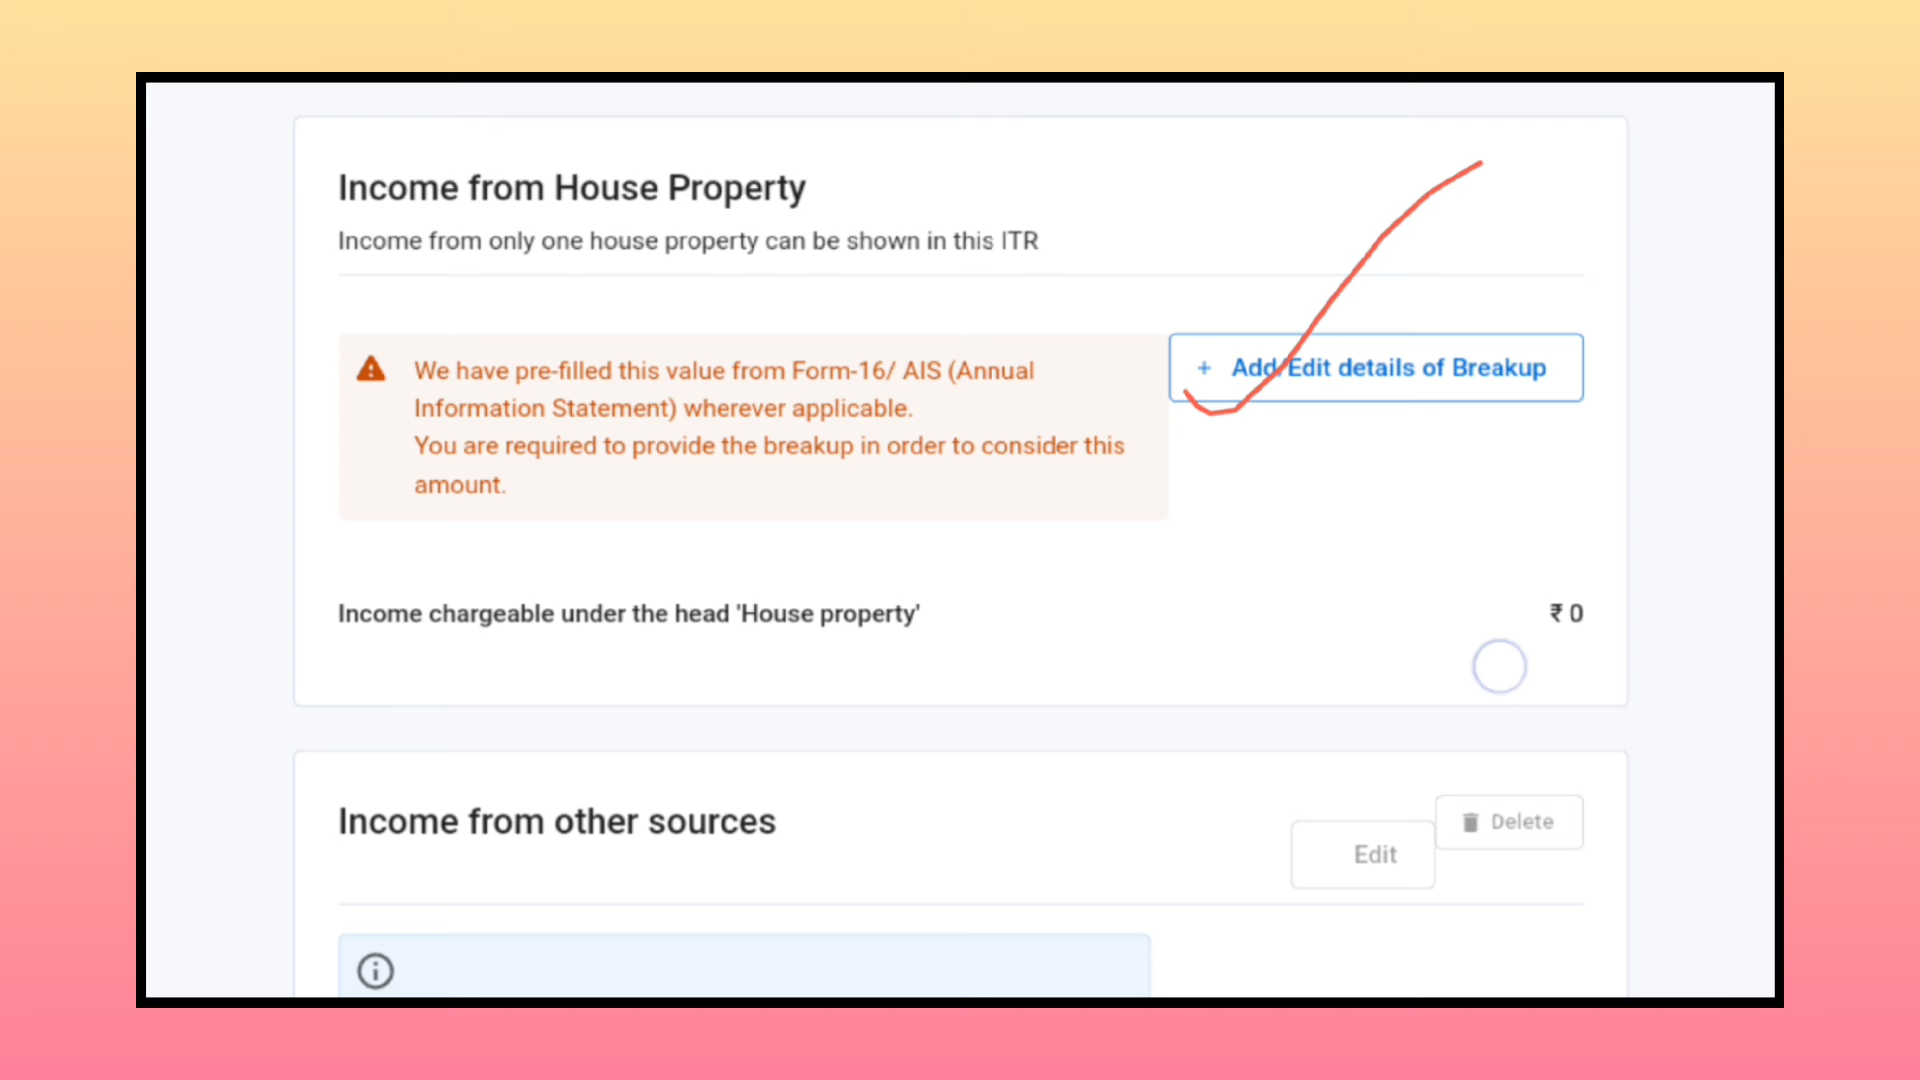 Income from House Property
Income from only one house property can be shown in this ITR
We have pre-filled this value from Form-16/ AIS (Annual
Information Statement) wherever applicable.
You are required to provide the breakup in order to consider this
amount.
+ Add/Edit details of Breakup
Income chargeable under the head 'House property'
₹ 0
Income from other sources
Edit
Delete